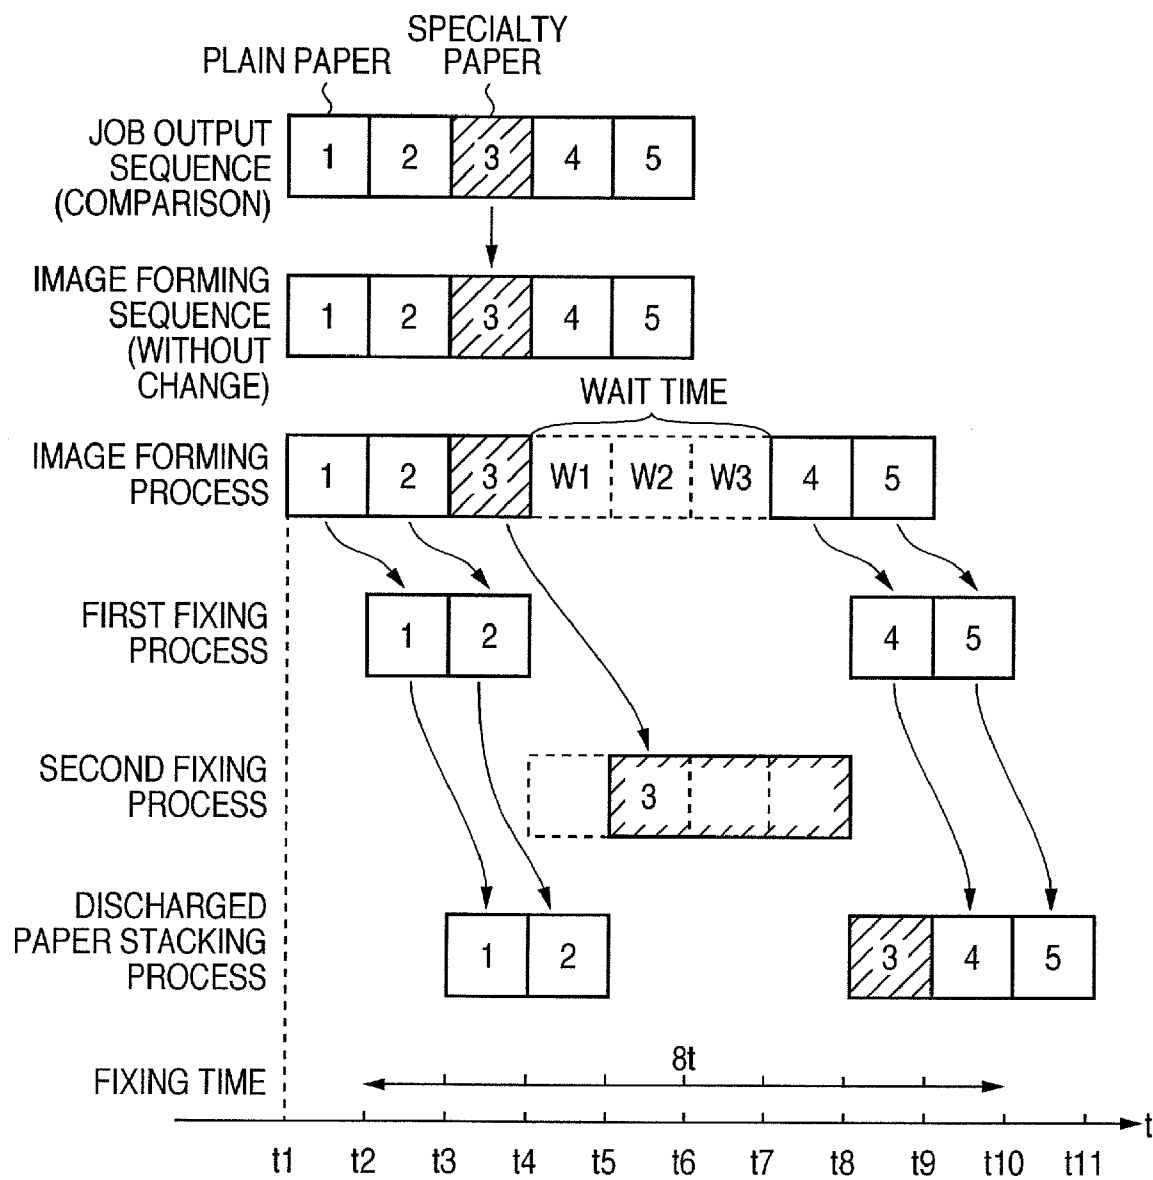 SPECIALTY
PAPER
PLAIN PAPER
JOB OUTPUT
SEQUENCE
(COMPARISON)
1 2 3 4 5
IMAGE FORMING
SEQUENCE
(WITHOUT
CHANGE)
1 2 3 4 5
WAIT TIME
IMAGE FORMING
PROCESS
1 2 3 W1 W2 W3 4 5
FIRST FIXING
PROCESS
1 2 4 5
SECOND FIXING
PROCESS
3
DISCHARGED
PAPER STACKING
PROCESS
1 2 3 4 5
8t
FIXING TIME
t
t1 t2 t3 t4 t5 t6 t7 t8 t9 t10 t11